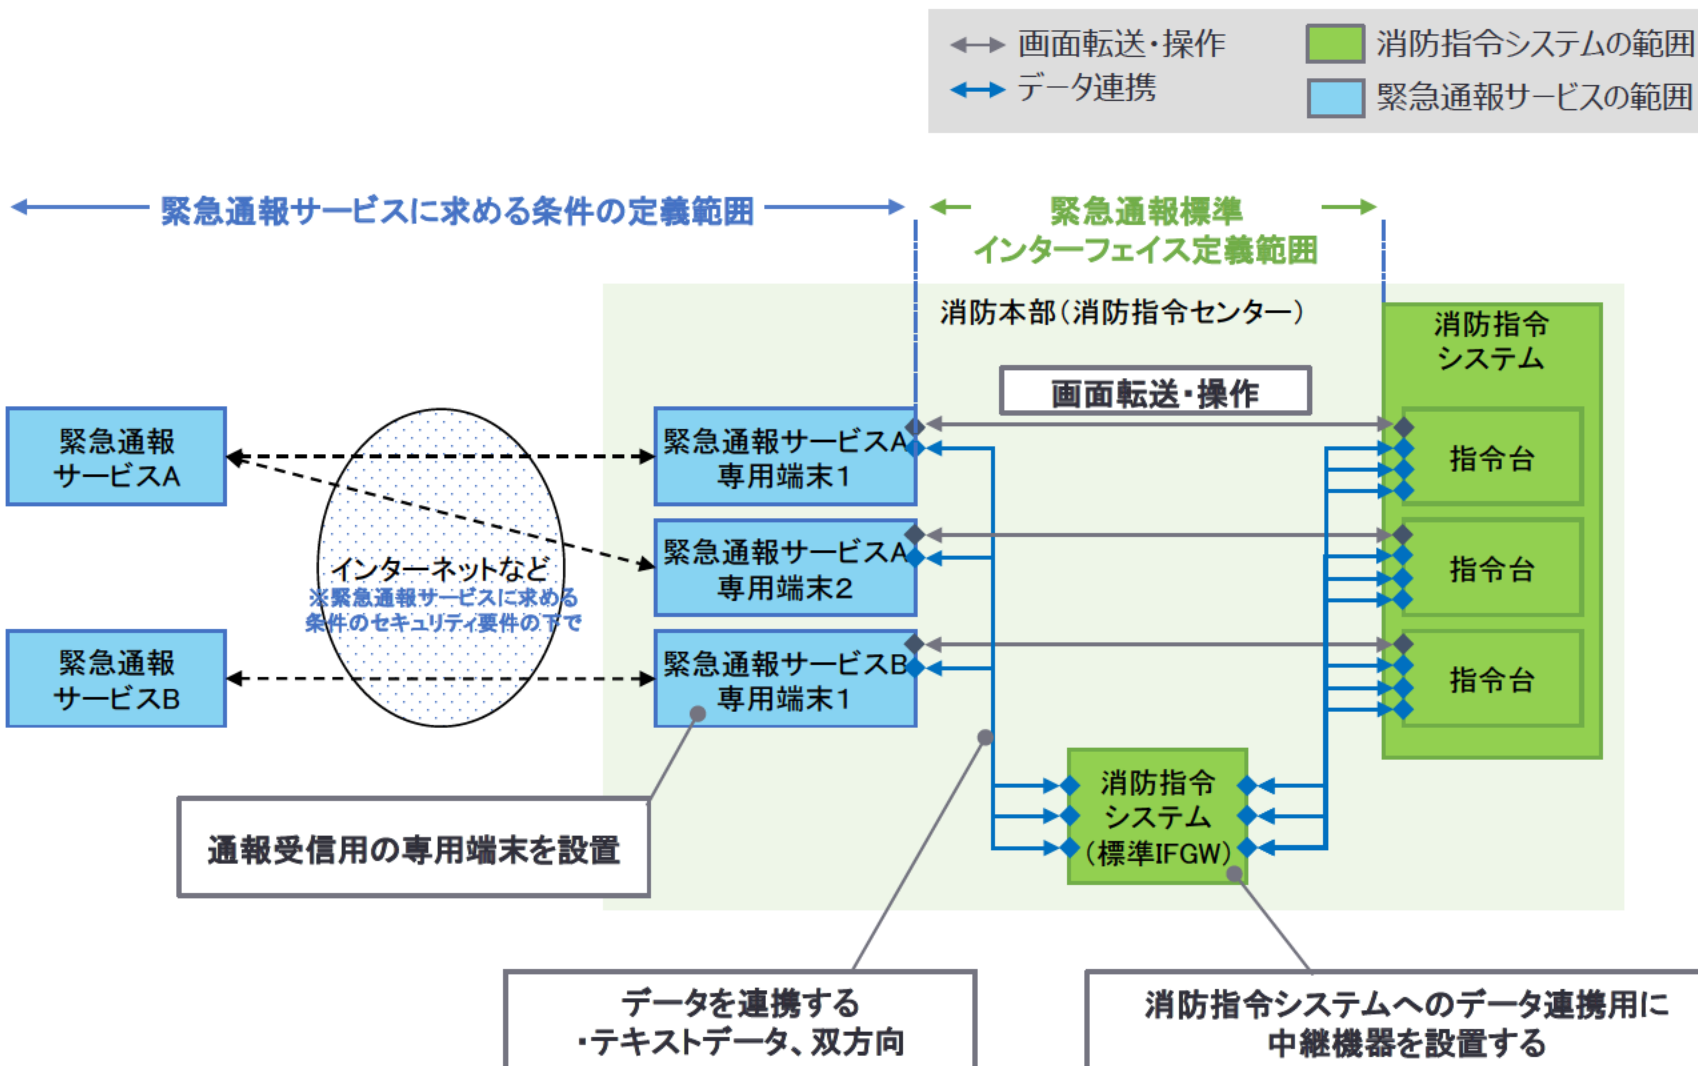 画面転送・操作
消防指令システムの範囲
データ連携
緊急通報サービスの範囲
緊急通報サービスに求める条件の定義範囲
緊急通報標準
インターフェイス定義範囲
消防本部(消防指令センター)
消防指令
システム
画面転送・操作
緊急通報
サービスA
緊急通報サービスA
専用端末1
指令台
緊急通報サービスA
専用端末2
指令台
インターネットなど
※緊急通報サービスに求める
条件のセキュリティ要件の下で
緊急通報
サービスB
緊急通報サービスB
専用端末1
指令台
消防指令
システム
(標準IFGW)
通報受信用の専用端末を設置
データを連携する
・テキストデータ、双方向
消防指令システムへのデータ連携用に
中継機器を設置する